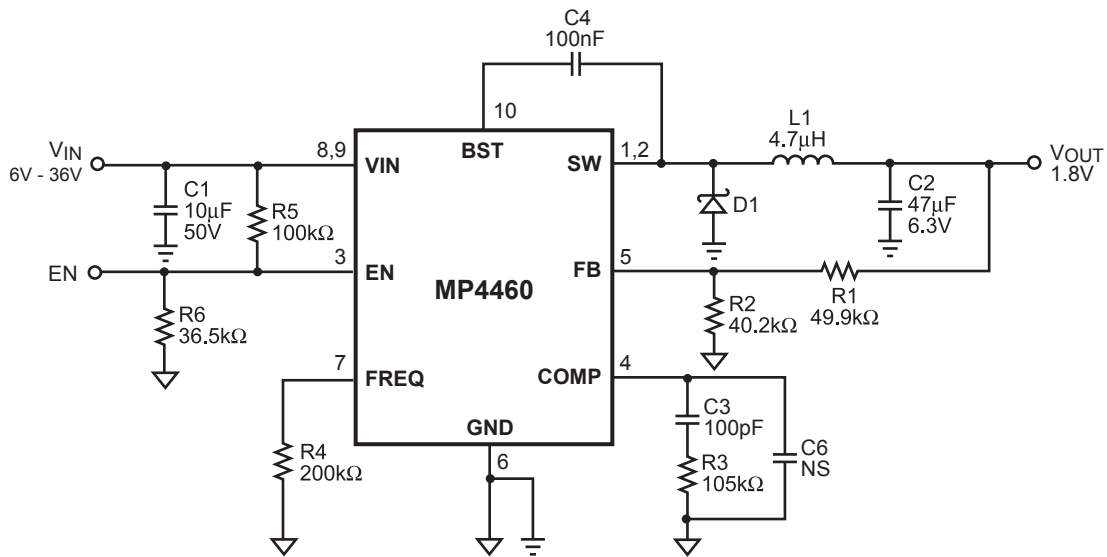 C4
100nF
10
L1
4.7μH
VIN
6V - 36V
8,9
VIN
BST
SW
1,2
VOUT
1.8V
C1
10μF
50V
R5
100kΩ
D1
C2
47μF
6.3V
EN
3
EN
MP4460
FB
5
R6
36.5kΩ
R2
40.2kΩ
R1
49.9kΩ
7
FREQ
COMP
4
GND
6
C3
100pF
R4
200kΩ
R3
105kΩ
C6
NS